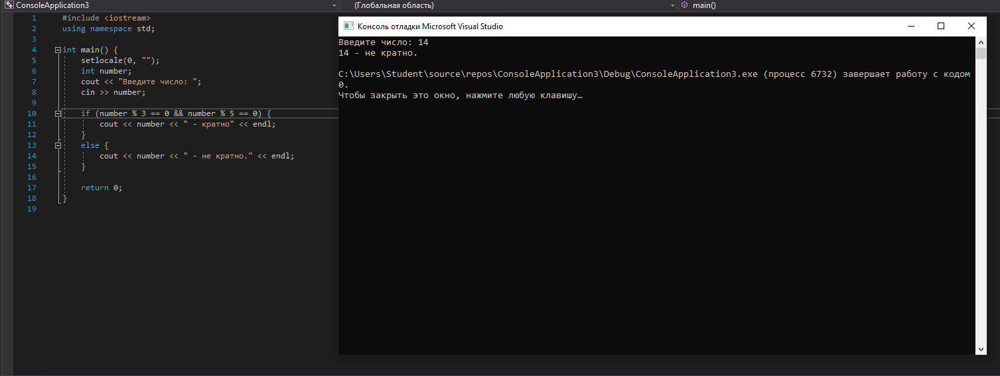 ConsoleApplication3 (Глобальная область) main()
1 #include <iostream>
2 using namespace std;
3
4 int main() {
5 setlocale(0, "");
6 int number;
7 cout << "Введите число: ";
8 cin >> number;
9
10 if (number % 3 == 0 && number % 5 == 0) {
11 cout << number << " - кратно" << endl;
12 }
13 else {
14 cout << number << " - не кратно." << endl;
15 }
16
17 return 0;
18 }
19
Консоль отладки Microsoft Visual Studio
Введите число: 14
14 - не кратно.
C:\Users\Student\source\repos\ConsoleApplication3\Debug\ConsoleApplication3.exe (процесс 6732) завершает работу с кодом
0.
Чтобы закрыть это окно, нажмите любую клавишу…